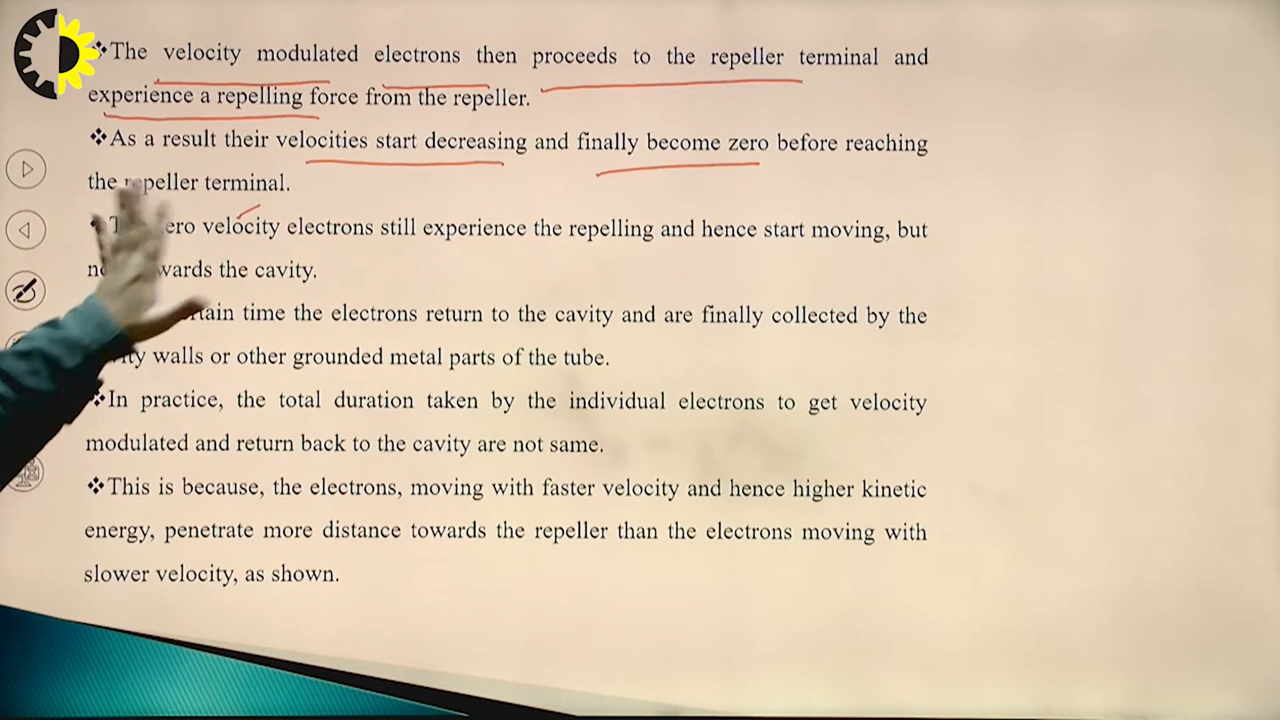 ❖The velocity modulated electrons then proceeds to the repeller terminal and
experience a repelling force from the repeller.
❖As a result their velocities start decreasing and finally become zero before reaching
the repeller terminal.
velocity electrons still experience the repelling and hence start moving, but
the cavity.
time the electrons return to the cavity and are finally collected by the
walls or other grounded metal parts of the tube.
❖In practice, the total duration taken by the individual electrons to get velocity
modulated and return back to the cavity are not same.
❖This is because, the electrons, moving with faster velocity and hence higher kinetic
energy, penetrate more distance towards the repeller than the electrons moving with
slower velocity, as shown.